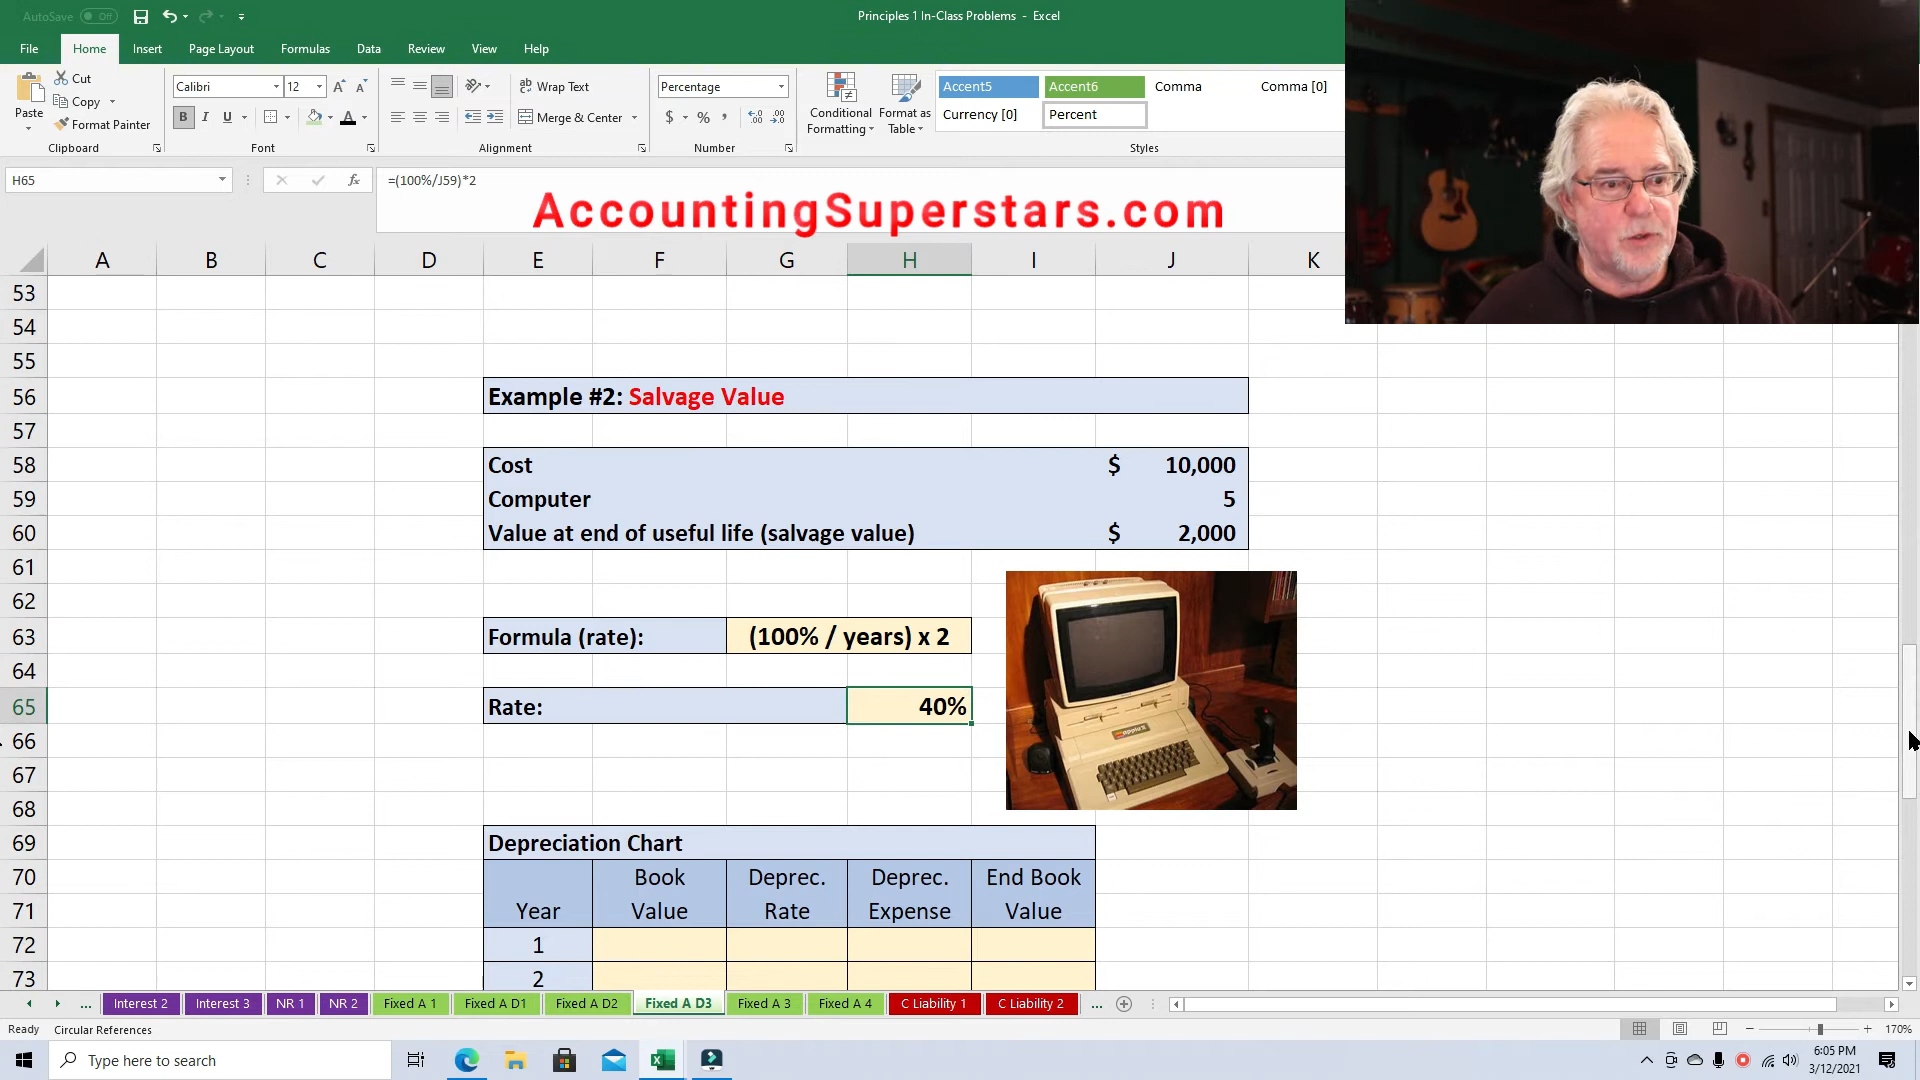 AutoSave Off
Principles 1 In-Class Problems - Excel
File Home Insert Page Layout Formulas Data Review View Help
Paste
Cut
Copy
Format Painter
Clipboard
Calibri 12
B I U
Font
Wrap Text
Merge & Center
Alignment
Percentage
$ % ,
Number
Conditional Formatting
Format as Table
Accent5 Accent6 Comma Comma [0]
Currency [0] Percent
Styles
H65 fx =(100%/J59)*2
AccountingSuperstars.com
A B C D E F G H I J K
53
54
55
56 Example #2: Salvage Value
57
58 Cost $ 10,000
59 Computer 5
60 Value at end of useful life (salvage value) $ 2,000
61
62
63 Formula (rate): (100% / years) x 2
64
65 Rate: 40%
66
67
68
69 Depreciation Chart
70 Book Deprec. Deprec. End Book
71 Year Value Rate Expense Value
72 1
73 2
... Interest 2 Interest 3 NR 1 NR 2 Fixed A 1 Fixed A D1 Fixed A D2 Fixed A D3 Fixed A 3 Fixed A 4 C Liability 1 C Liability 2 ...
Ready Circular References 170%
Type here to search
6:05 PM
3/12/2021